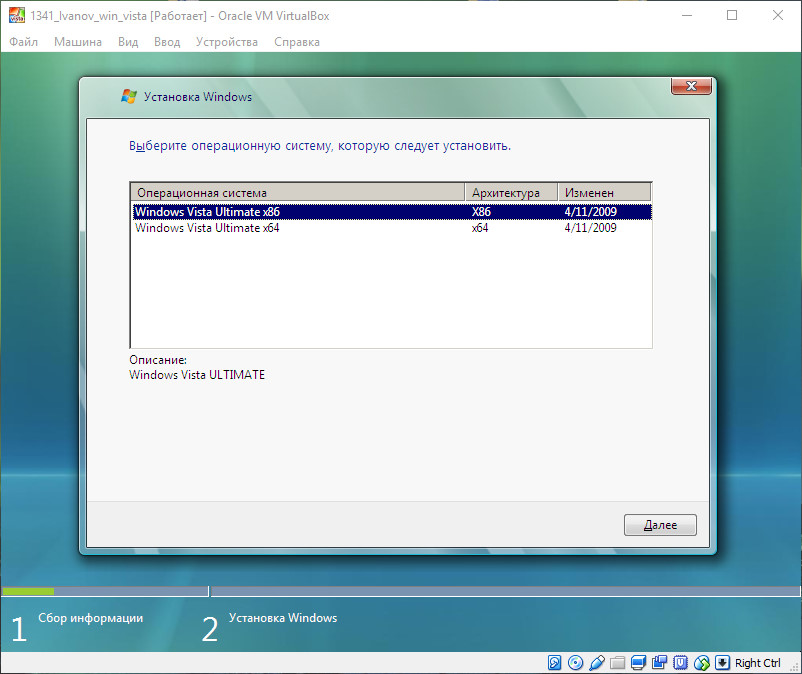 1341_Ivanov_win_vista [Работает] - Oracle VM VirtualBox
Файл Машина Вид Ввод Устройства Справка
Установка Windows
Выберите операционную систему, которую следует установить.
Операционная система Архитектура Изменен
Windows Vista Ultimate x86 X86 4/11/2009
Windows Vista Ultimate x64 x64 4/11/2009
Описание:
Windows Vista ULTIMATE
Далее
1 Сбор информации 2 Установка Windows
Right Ctrl